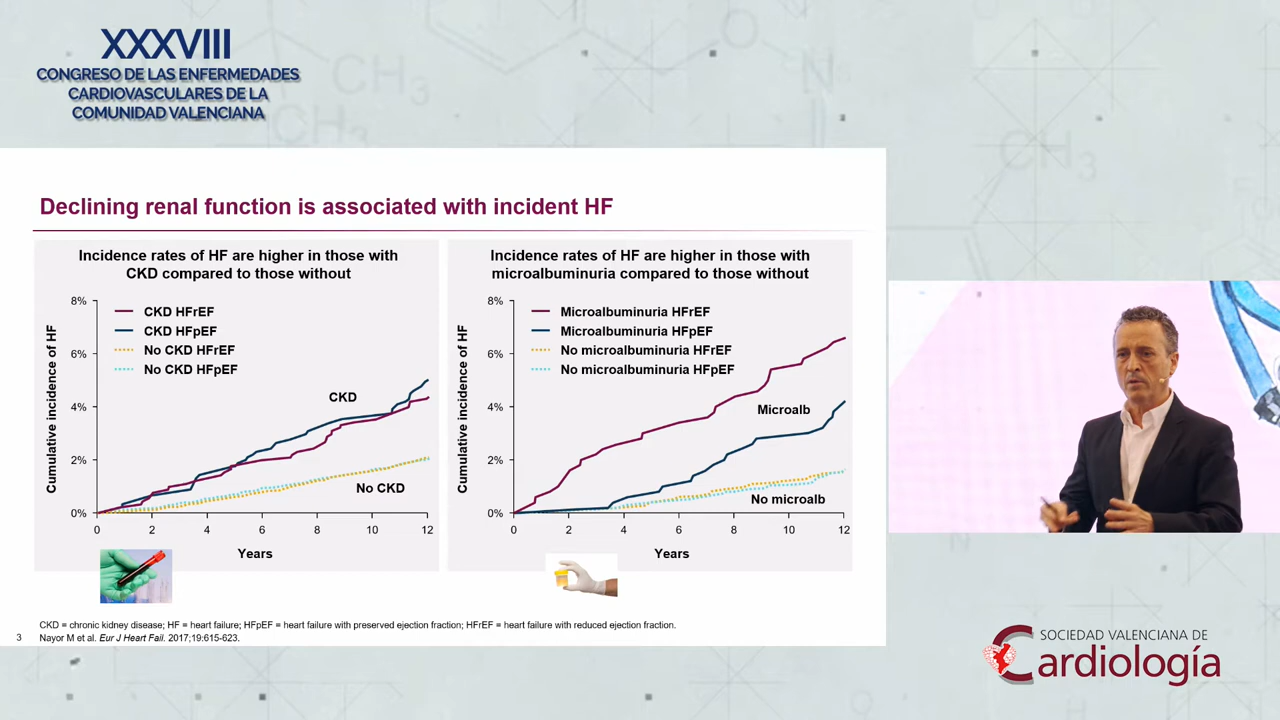 XXXVIII
CONGRESO DE LAS ENFERMEDADES
CARDIOVASCULARES DE LA
COMUNIDAD VALENCIANA
Declining renal function is associated with incident HF
Incidence rates of HF are higher in those with
CKD compared to those without
8%
6%
4%
2%
0%
Cumulative incidence of HF
CKD HFrEF
CKD HFpEF
No CKD HFrEF
No CKD HFpEF
CKD
No CKD
0 2 4 6 8 10 12
Years
Incidence rates of HF are higher in those with
microalbuminuria compared to those without
8%
6%
4%
2%
0%
Cumulative incidence of HF
Microalbuminuria HFrEF
Microalbuminuria HFpEF
No microalbuminuria HFrEF
No microalbuminuria HFpEF
Microalb
No microalb
0 2 4 6 8 10 12
Years
CKD = chronic kidney disease; HF = heart failure; HFpEF = heart failure with preserved ejection fraction; HFrEF = heart failure with reduced ejection fraction.
3 Nayor M et al. Eur J Heart Fail. 2017;19:615-623.
SOCIEDAD VALENCIANA DE
Cardiología
CH3
CH3
CH3
O
N